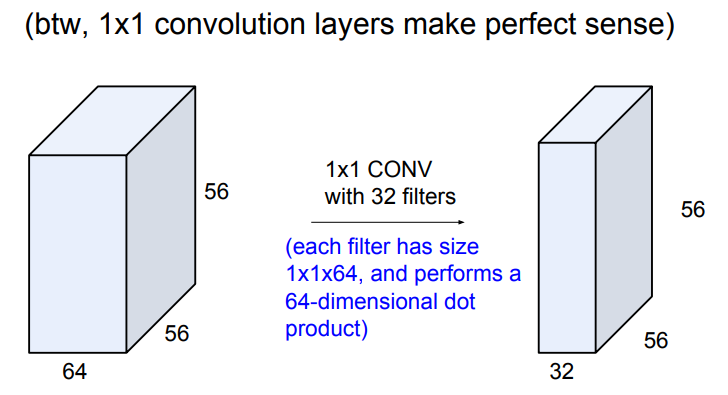 (btw, 1x1 convolution layers make perfect sense)
56
56
64
1x1 CONV
with 32 filters
(each filter has size
1x1x64, and performs a
64-dimensional dot
product)
56
56
32